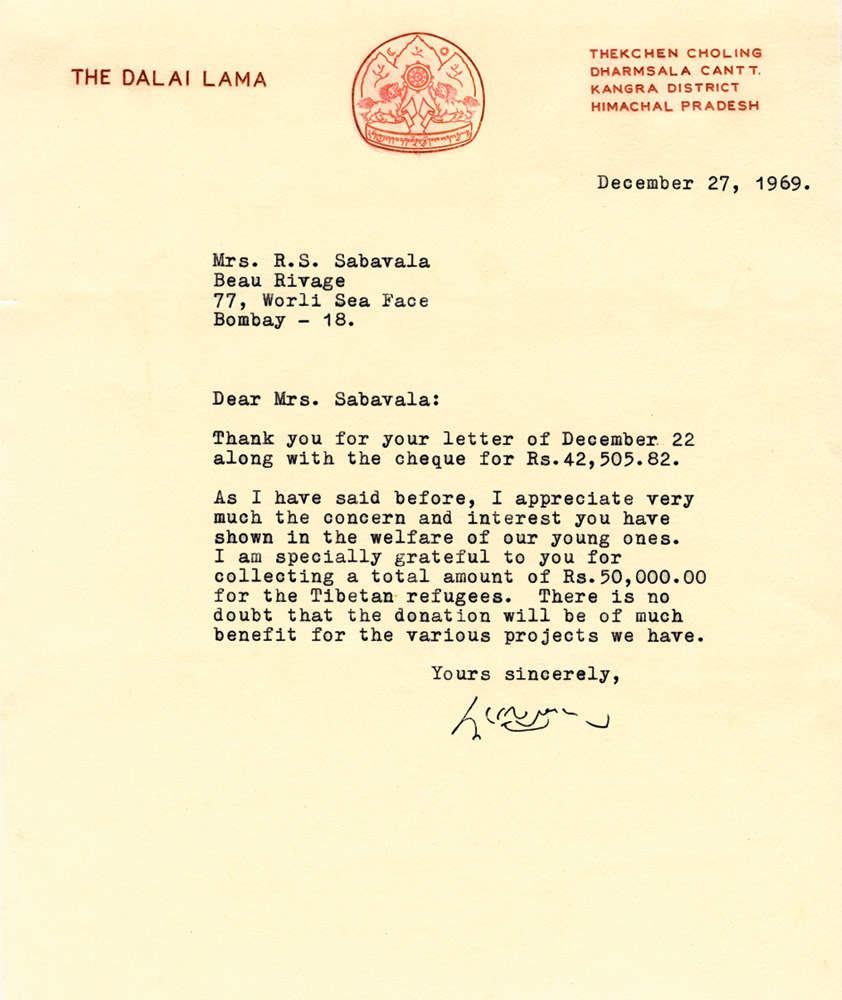 THE DALAI LAMA
THEKCHEN CHOLING
DHARMSALA CANTT.
KANGRA DISTRICT
HIMACHAL PRADESH
December 27, 1969.
Mrs. R.S. Sabavala
Beau Rivage
77, Worli Sea Face
Bombay - 18.
Dear Mrs. Sabavala:
Thank you for your letter of December 22
along with the cheque for Rs.42,505.82.
As I have said before, I appreciate very
much the concern and interest you have
shown in the welfare of our young ones.
I am specially grateful to you for
collecting a total amount of Rs.50,000.00
for the Tibetan refugees. There is no
doubt that the donation will be of much
benefit for the various projects we have.
Yours sincerely,